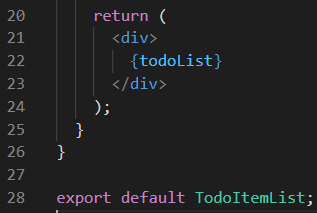 20 return (
21 <div>
22 {todoList}
23 </div>
24 );
25 }
26 }
27
28 export default TodoItemList;